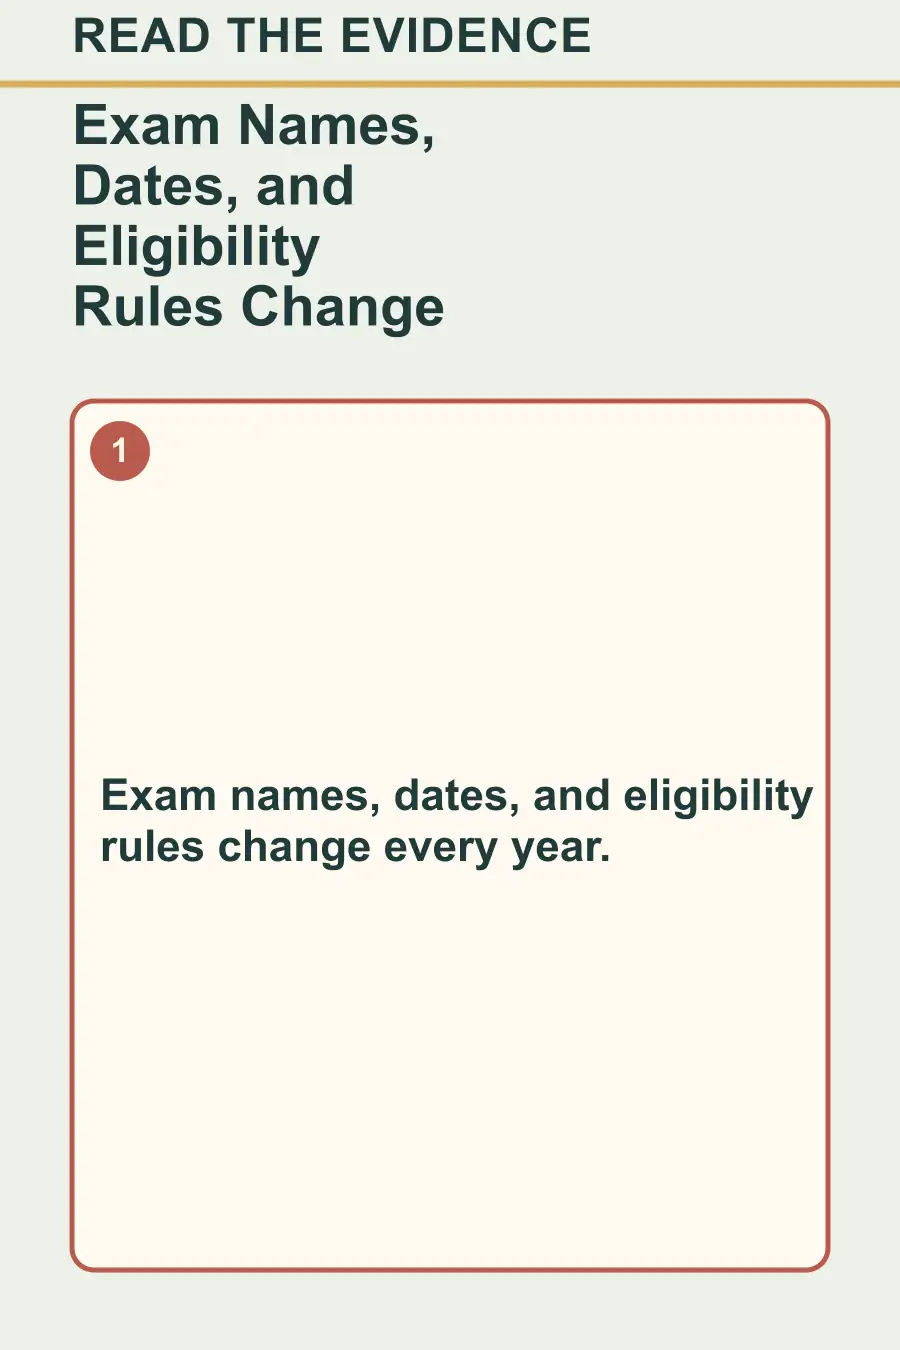 READ THE EVIDENCE
Exam Names,
Dates, and
Eligibility
Rules Change
1
Exam names, dates, and eligibility
rules change every year.